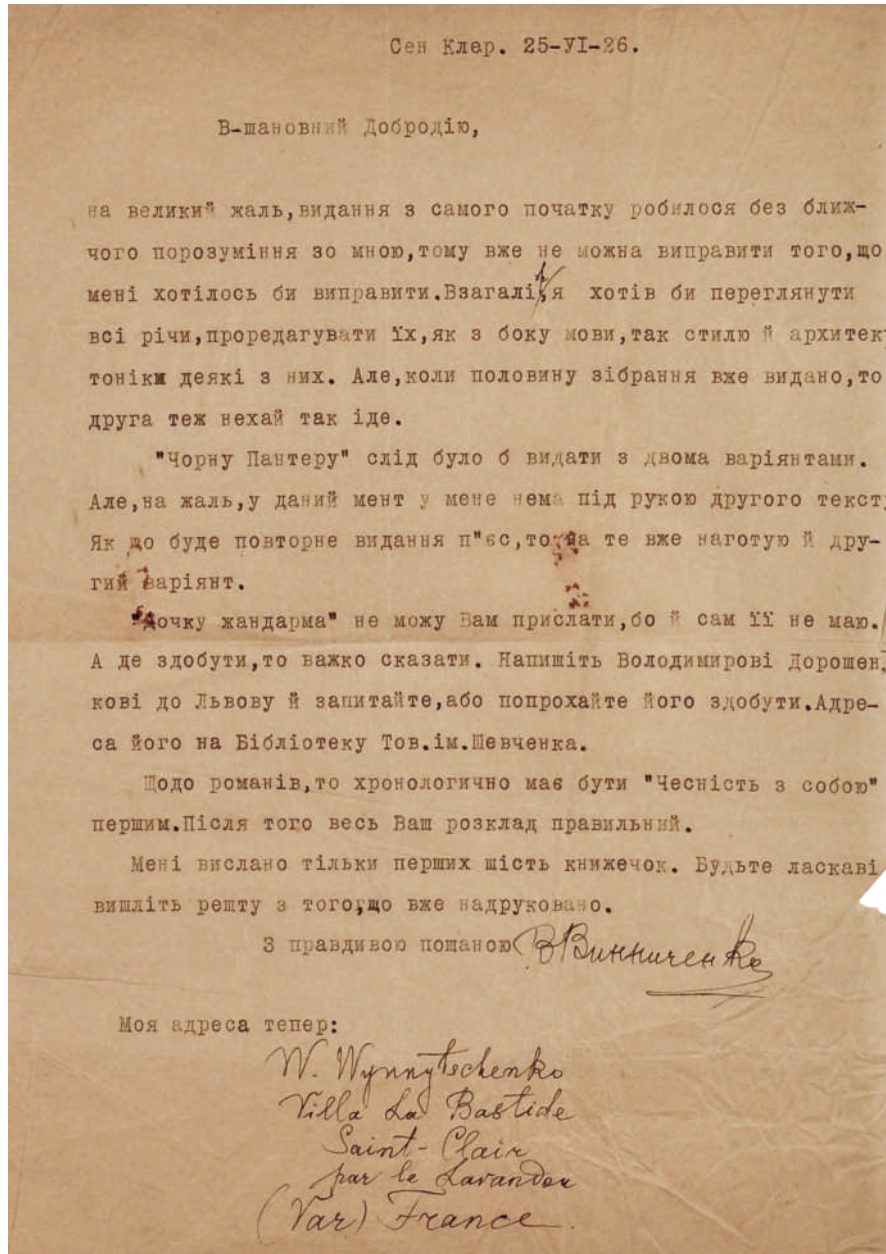 Сен Клер. 25-УІ-26.
В-шановний Добродію,
на великий жаль,видання з самого початку робилося без ближ-
чого порозуміння зо мною,тому вже не можна виправити того,що
мені хотілось би виправити.Взагалі,я хотів би переглянути
всі річи,проредагувати їх,як з боку мови,так стилю й архитек
тоніки деякі з них. Але,коли половину зібрання вже видано,то
друга теж нехай так іде.
"Чорну Пантеру" слід було б видати з двома варіянтами.
Але,на жаль,у даний мент у мене нема під рукою другого тексту
Як що буде повторне видання п"єс,то на те вже наготую й дру-
гий варіянт.
"Дочку жандарма" не можу Вам прислати,бо й сам її не маю.
А де здобути,то важко сказати. Напишіть Володимирові Дорошен
кові до Львову й запитайте,або попрохайте його здобути.Адре-
са його на Бібліотеку Тов.ім.Шевченка.
Щодо романів,то хронологично має бути "Чесність з собою"
першим.Після того весь Ваш розклад правильний.
Мені вислано тільки перших шість книжечок. Будьте ласкаві
вишліть решту з того,що вже надруковано.
З правдивою пошаною ВВинниченко
Моя адреса тепер:
W. Wynnytschenko
Villa La Bastide
Saint-Clair
par le Lavandou
(Var) France.